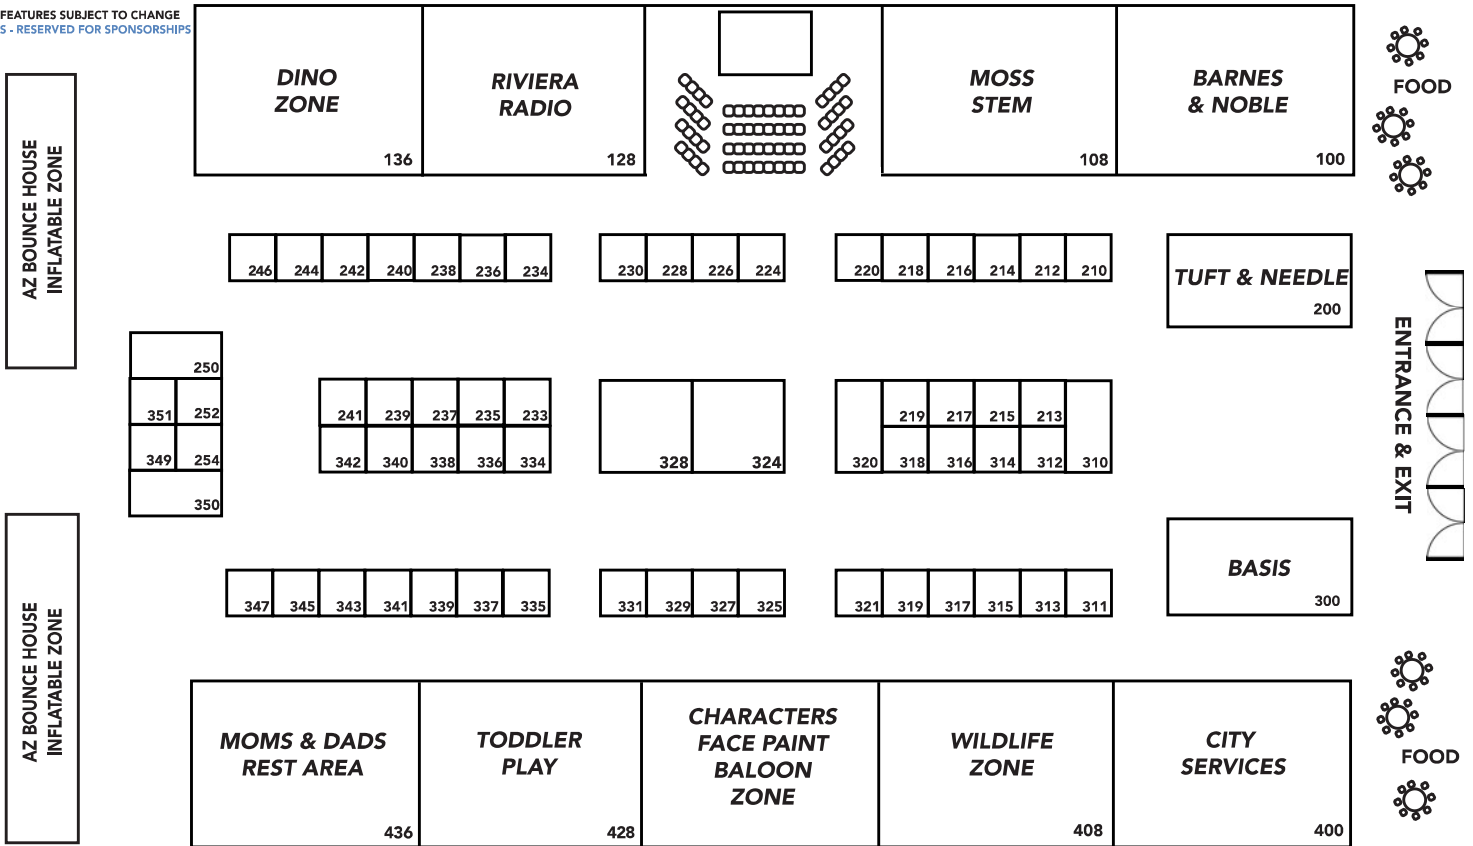 FEATURES SUBJECT TO CHANGE
S - RESERVED FOR SPONSORSHIPS
DINO
ZONE
136
RIVIERA
RADIO
128
MOSS
STEM
108
BARNES
& NOBLE
100
FOOD
AZ BOUNCE HOUSE
INFLATABLE ZONE
246 244 242 240 238 236 234
230 228 226 224
220 218 216 214 212 210
TUFT & NEEDLE
200
ENTRANCE & EXIT
250
351 252
349 254
350
241 239 237 235 233
342 340 338 336 334
328 324
219 217 215 213
320 318 316 314 312 310
BASIS
300
AZ BOUNCE HOUSE
INFLATABLE ZONE
347 345 343 341 339 337 335
331 329 327 325
321 319 317 315 313 311
MOMS & DADS
REST AREA
436
TODDLER
PLAY
428
CHARACTERS
FACE PAINT
BALOON
ZONE
WILDLIFE
ZONE
408
CITY
SERVICES
400
FOOD